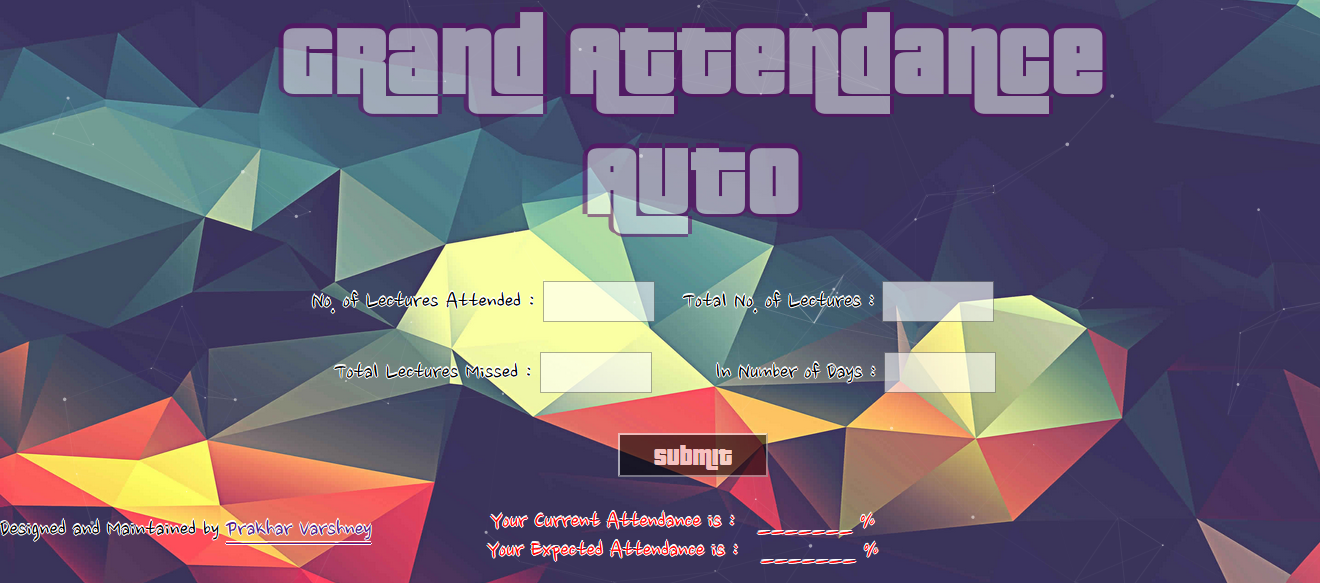 Grand Attendance
Auto
No. of Lectures Attended : Total No. of Lectures :
Total Lectures Missed : In Number of Days :
submit
Your Current Attendance is : _______ %
Designed and Maintained by Prakhar Varshney
Your Expected Attendance is : _______ %